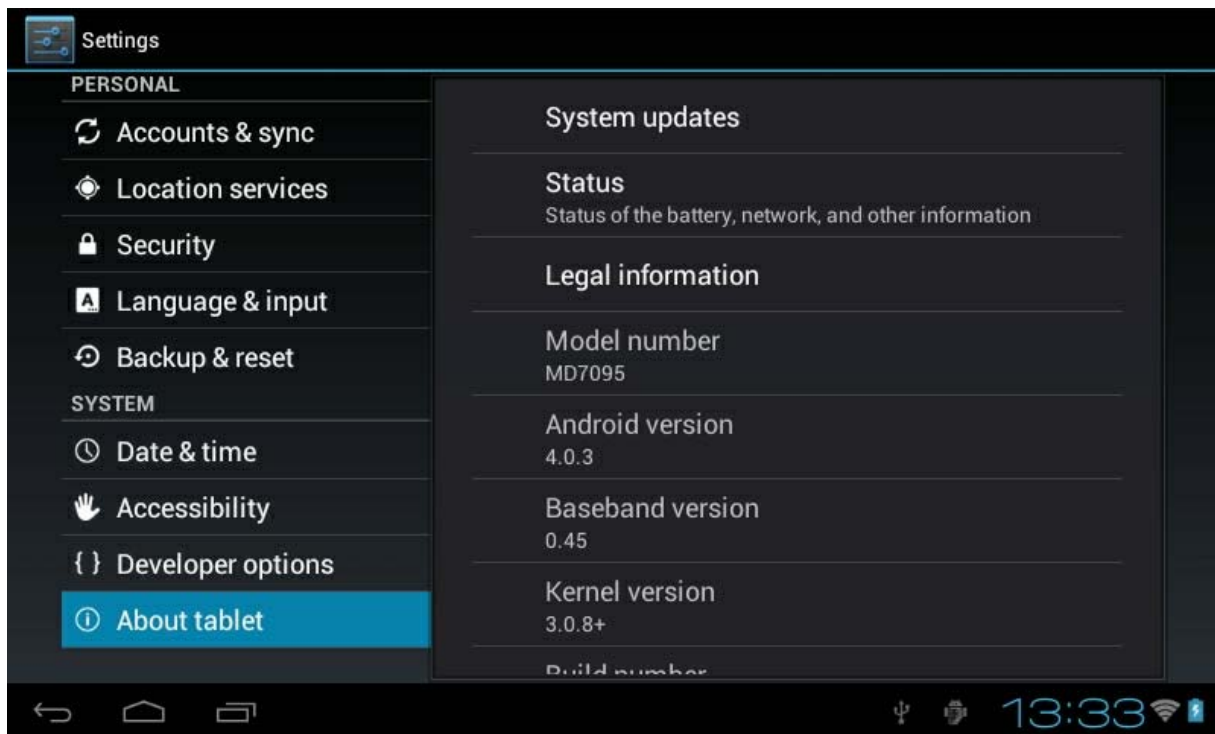 Settings
PERSONAL
Accounts & sync
Location services
Security
Language & input
Backup & reset
SYSTEM
Date & time
Accessibility
{ } Developer options
About tablet
System updates
Status
Status of the battery, network, and other information
Legal information
Model number
MD7095
Android version
4.0.3
Baseband version
0.45
Kernel version
3.0.8+
Build number
13:33